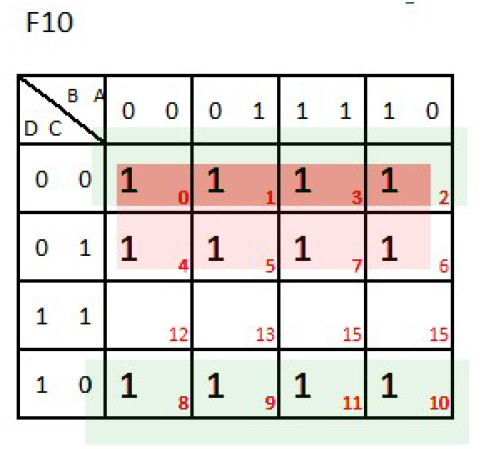 F10
B A
D C
0 0 0 1 1 1 1 0
0 0 1 0 1 1 1 3 1 2
0 1 1 4 1 5 1 7 1 6
1 1 12 13 15 15
1 0 1 8 1 9 1 11 1 10